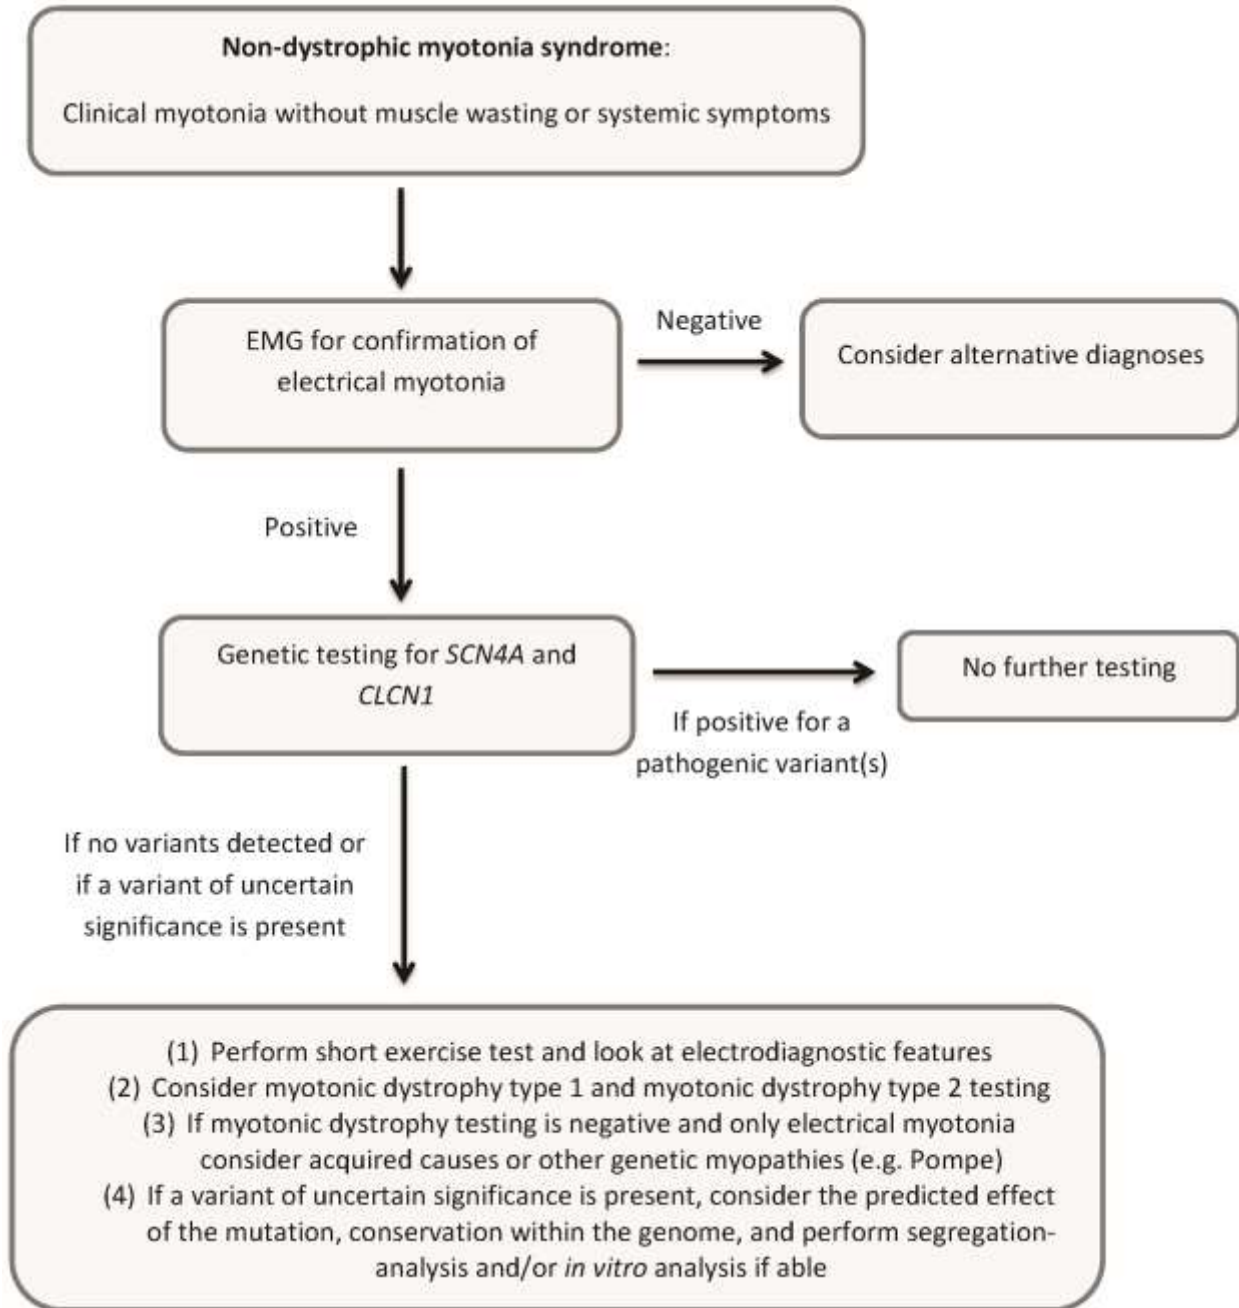 Non-dystrophic myotonia syndrome:
Clinical myotonia without muscle wasting or systemic symptoms
EMG for confirmation of
electrical myotonia
Negative
Consider alternative diagnoses
Positive
Genetic testing for SCN4A and
CLCN1
If positive for a
pathogenic variant(s)
No further testing
If no variants detected or
if a variant of uncertain
significance is present
(1) Perform short exercise test and look at electrodiagnostic features
(2) Consider myotonic dystrophy type 1 and myotonic dystrophy type 2 testing
(3) If myotonic dystrophy testing is negative and only electrical myotonia
consider acquired causes or other genetic myopathies (e.g. Pompe)
(4) If a variant of uncertain significance is present, consider the predicted effect
of the mutation, conservation within the genome, and perform segregation-
analysis and/or in vitro analysis if able